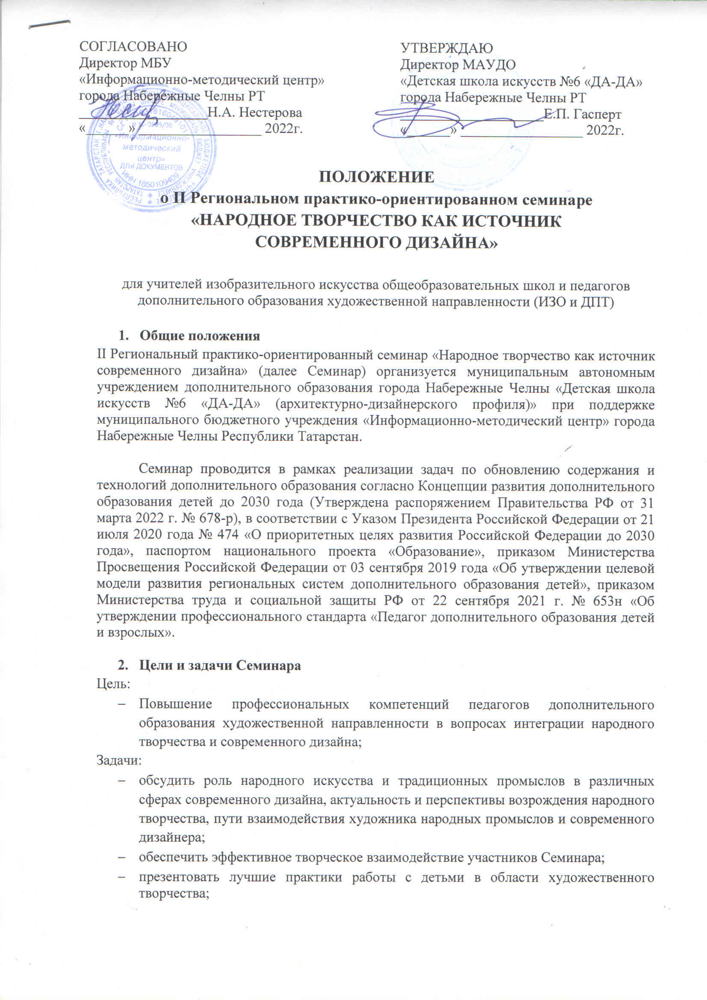 СОГЛАСОВАНО
Директор МБУ
«Информационно-методический центр»
города Набережные Челны РТ
Н.А. Нестерова
«______» __________________ 2022г.
УТВЕРЖДАЮ
Директор МАУДО
«Детская школа искусств №6 «ДА-ДА»
города Набережные Челны РТ
Е.П. Гасперт
«______» __________________ 2022г.
«Информационно-
методический
центр»
ДЛЯ ДОКУМЕНТОВ
ИНН 1650109409
ПОЛОЖЕНИЕ
о II Региональном практико-ориентированном семинаре
«НАРОДНОЕ ТВОРЧЕСТВО КАК ИСТОЧНИК
СОВРЕМЕННОГО ДИЗАЙНА»
для учителей изобразительного искусства общеобразовательных школ и педагогов
дополнительного образования художественной направленности (ИЗО и ДПТ)
1. Общие положения
II Региональный практико-ориентированный семинар «Народное творчество как источник
современного дизайна» (далее Семинар) организуется муниципальным автономным
учреждением дополнительного образования города Набережные Челны «Детская школа
искусств №6 «ДА-ДА» (архитектурно-дизайнерского профиля)» при поддержке
муниципального бюджетного учреждения «Информационно-методический центр» города
Набережные Челны Республики Татарстан.
Семинар проводится в рамках реализации задач по обновлению содержания и
технологий дополнительного образования согласно Концепции развития дополнительного
образования детей до 2030 года (Утверждена распоряжением Правительства РФ от 31
марта 2022 г. № 678-р), в соответствии с Указом Президента Российской Федерации от 21
июля 2020 года № 474 «О приоритетных целях развития Российской Федерации до 2030
года», паспортом национального проекта «Образование», приказом Министерства
Просвещения Российской Федерации от 03 сентября 2019 года «Об утверждении целевой
модели развития региональных систем дополнительного образования детей», приказом
Министерства труда и социальной защиты РФ от 22 сентября 2021 г. № 653н «Об
утверждении профессионального стандарта «Педагог дополнительного образования детей
и взрослых».
2. Цели и задачи Семинара
Цель:
– Повышение профессиональных компетенций педагогов дополнительного
образования художественной направленности в вопросах интеграции народного
творчества и современного дизайна;
Задачи:
– обсудить роль народного искусства и традиционных промыслов в различных
сферах современного дизайна, актуальность и перспективы возрождения народного
творчества, пути взаимодействия художника народных промыслов и современного
дизайнера;
– обеспечить эффективное творческое взаимодействие участников Семинара;
– презентовать лучшие практики работы с детьми в области художественного
творчества;